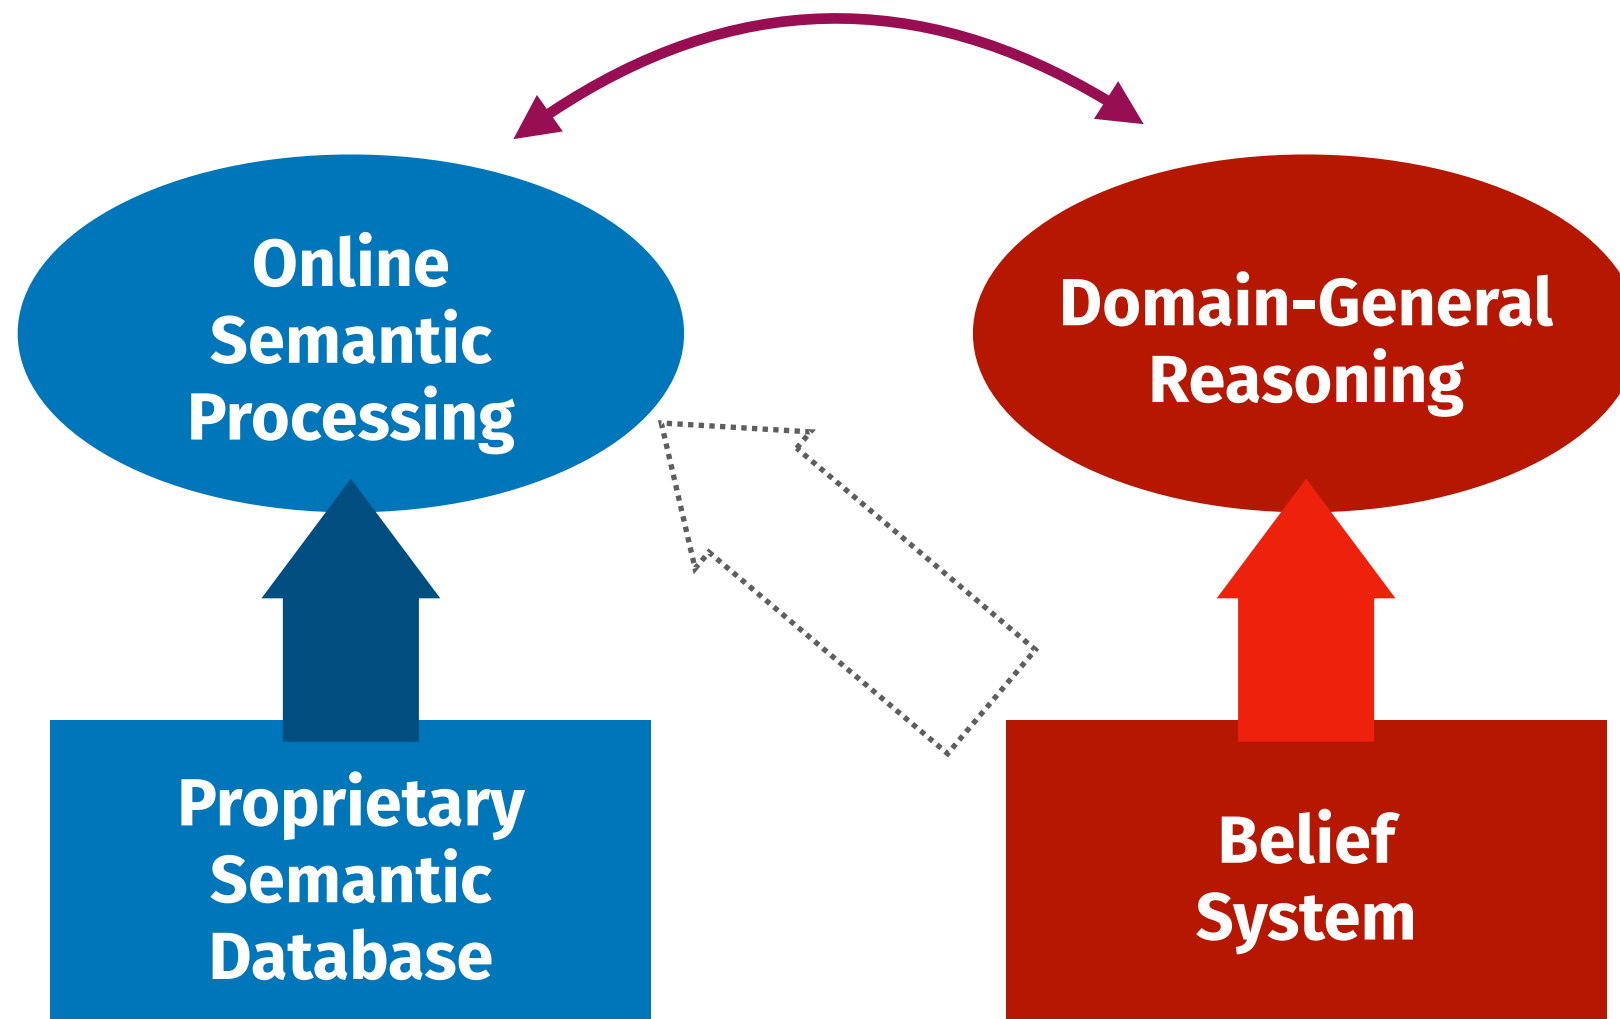 Online
Semantic
Processing
Domain-General
Reasoning
Proprietary
Semantic
Database
Belief
System